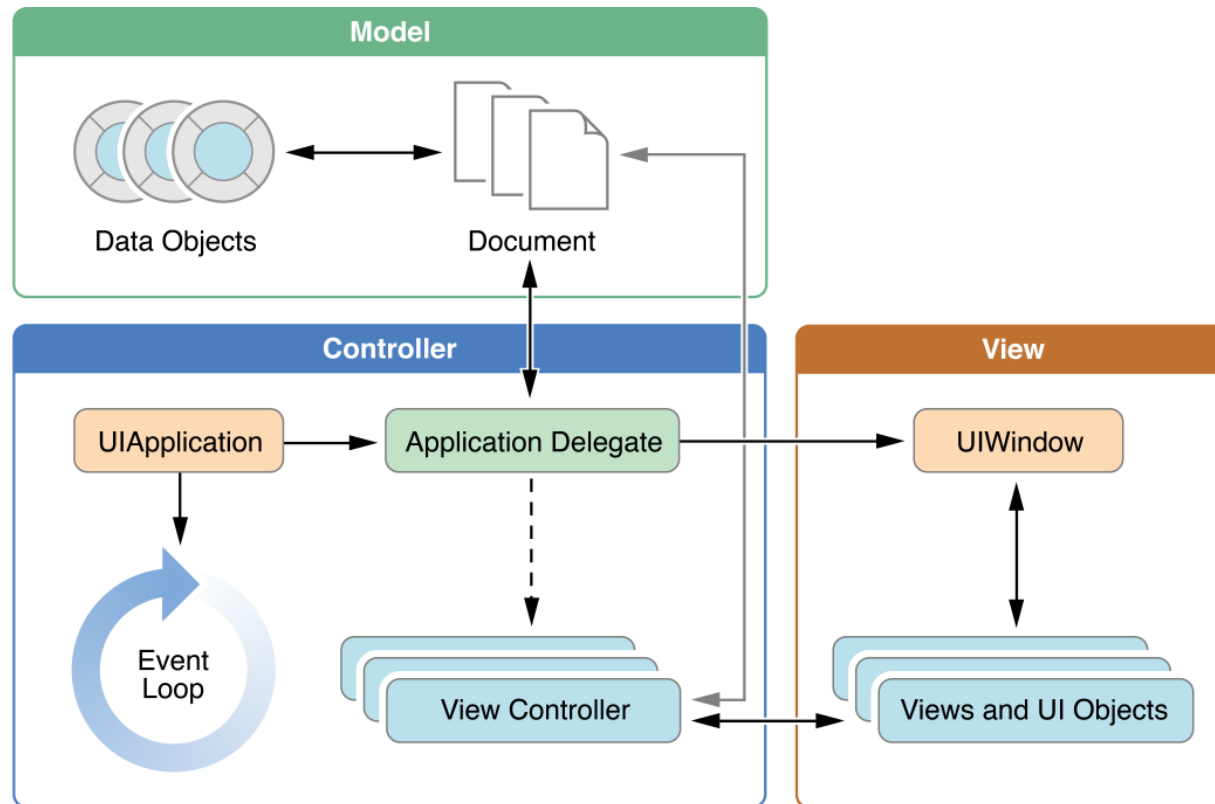 Model
Data Objects
Document
Controller
View
UIApplication
Application Delegate
UIWindow
Event
Loop
View Controller
Views and UI Objects